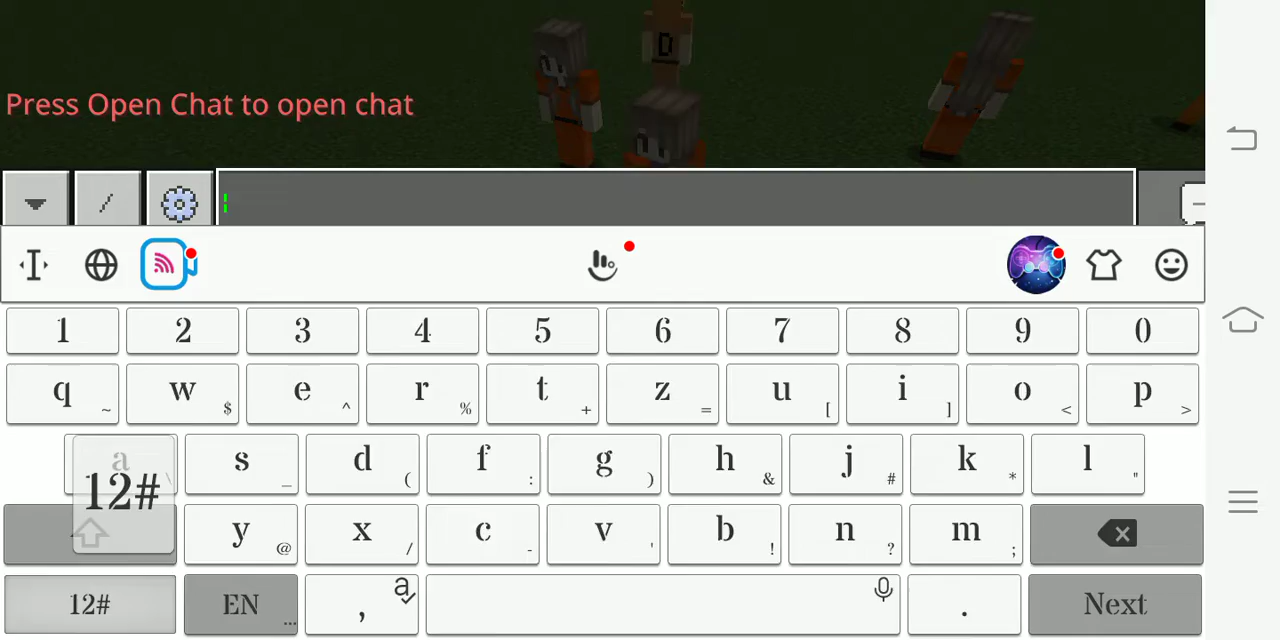 D
Press Open Chat to open chat
/
1 2 3 4 5 6 7 8 9 0
q ~ w $ e ^ r % t + z = u [ i ] o < p >
a \ s _ d ( f : g ) h & j # k * l "
12#
y @ x / c - v ' b ! n ? m ;
12# EN ... , a . Next